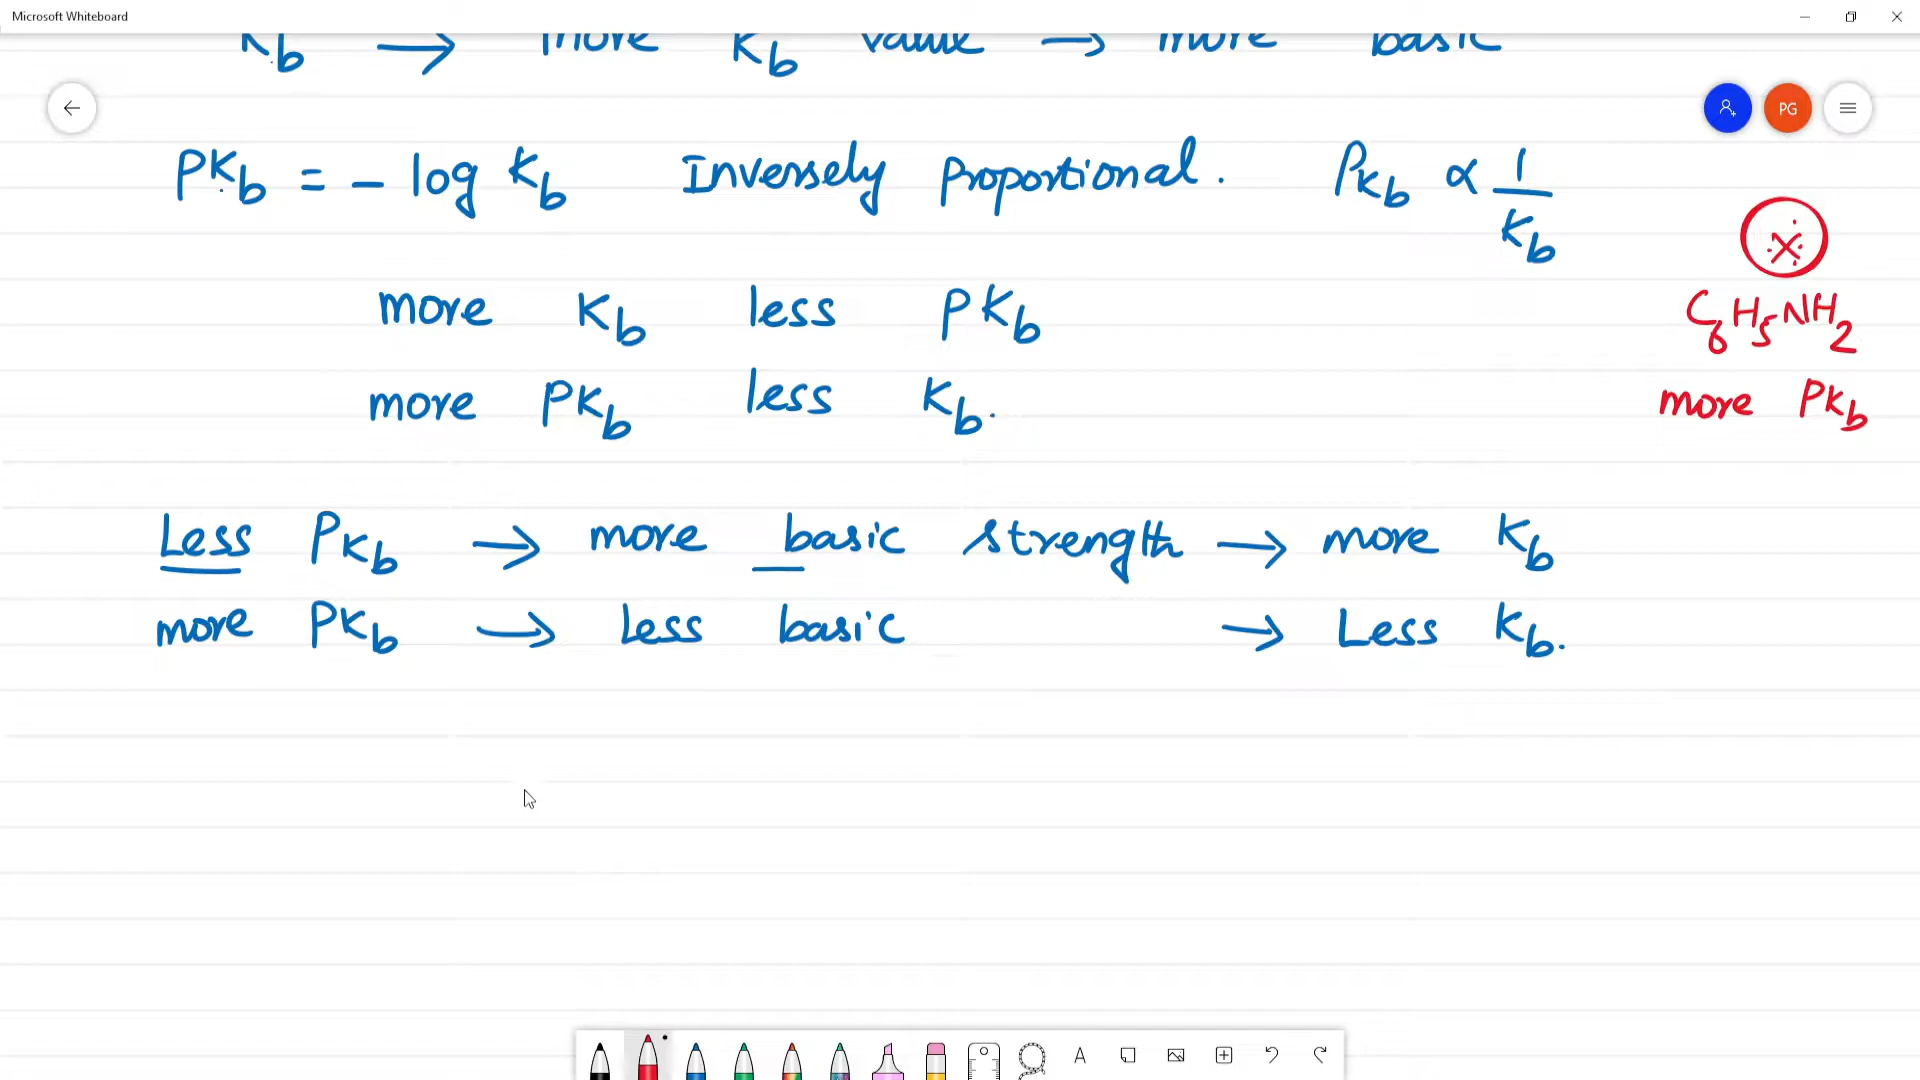 Microsoft Whiteboard
Kb → more Kb value → more basic
PG
PKb = - log Kb Inversely Proportional. PKb ∝ 1/Kb
X
C6H5NH2
more Kb less PKb
more PKb less Kb.
more PKb
Less PKb → more basic strength → more Kb
more PKb → Less basic → Less Kb.
A